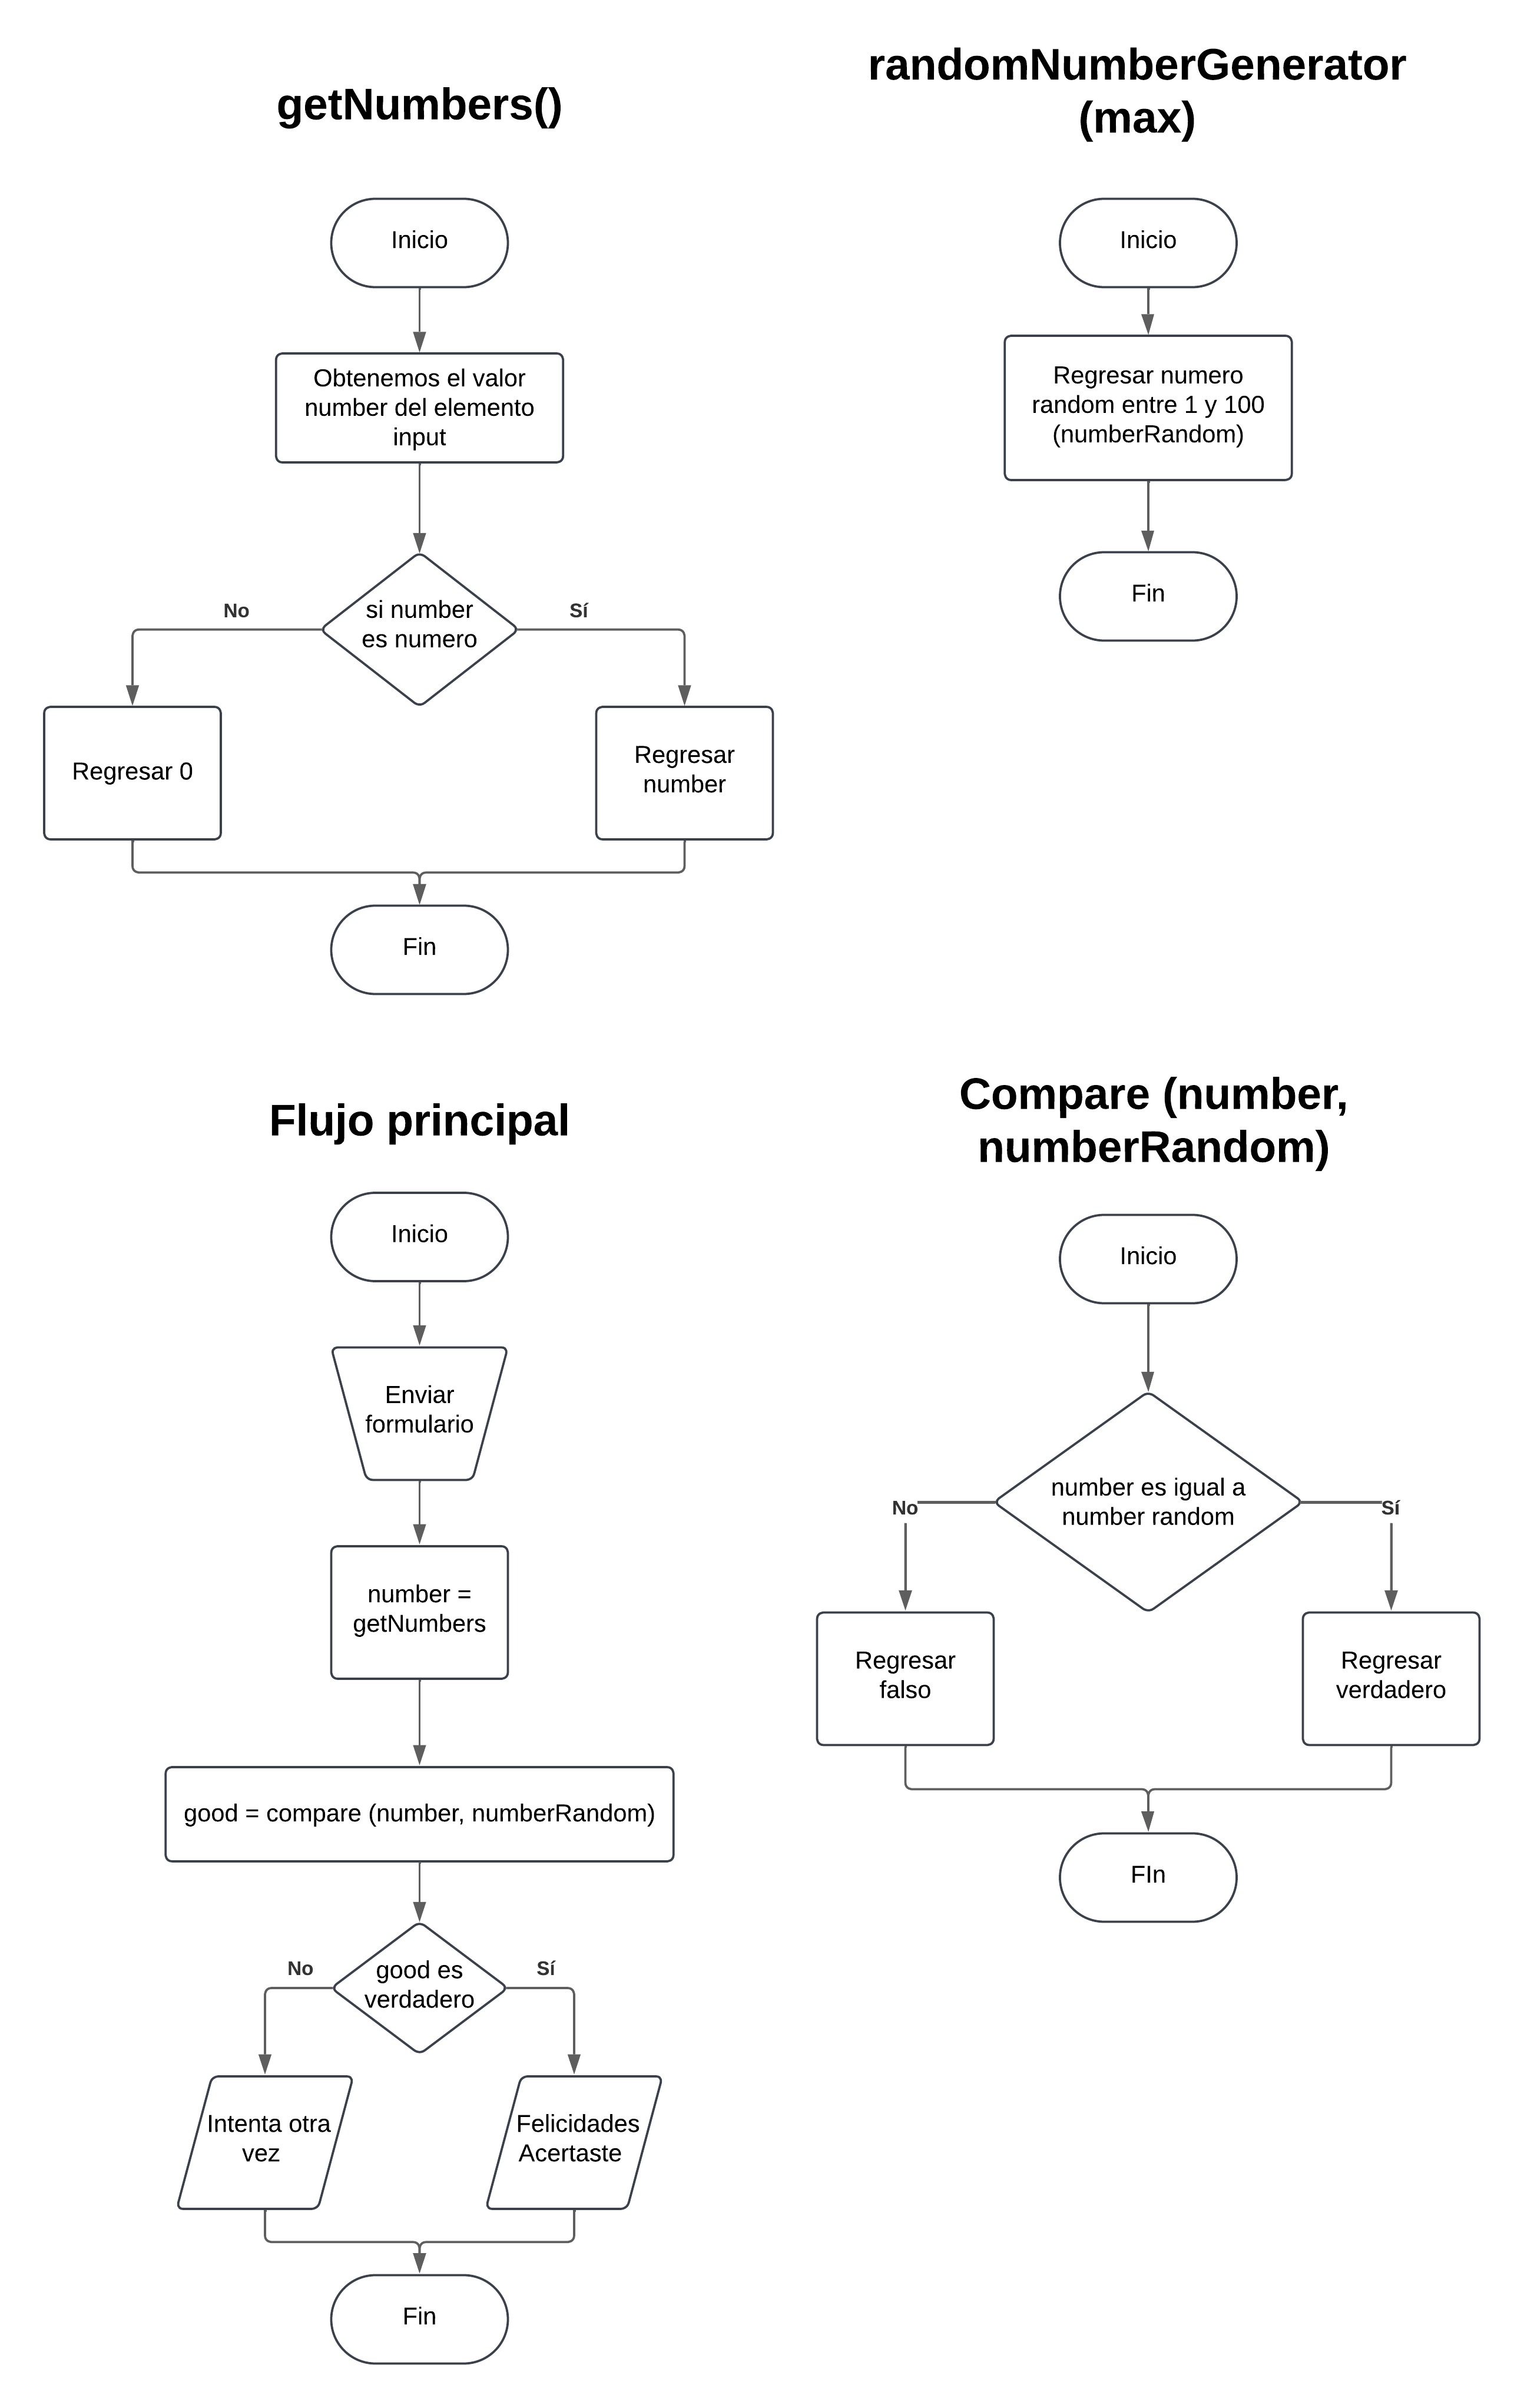 getNumbers()
Inicio
Obtenemos el valor
number del elemento
input
si number
es numero
No
Sí
Regresar 0
Regresar
number
Fin
randomNumberGenerator
(max)
Inicio
Regresar numero
random entre 1 y 100
(numberRandom)
Fin
Flujo principal
Inicio
Enviar
formulario
number =
getNumbers
good = compare (number, numberRandom)
good es
verdadero
No
Sí
Intenta otra
vez
Felicidades
Acertaste
Fin
Compare (number,
numberRandom)
Inicio
number es igual a
number random
No
Sí
Regresar
falso
Regresar
verdadero
FIn